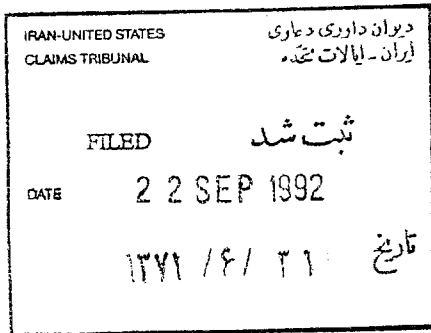 IRAN-UNITED STATES
CLAIMS TRIBUNAL
دیوان داوری دعاوی
ایران - ایالات متحده
FILED ثبت شد
DATE 22 SEP 1992
۱۳۷۱ /۶/ ۳۱ تاریخ